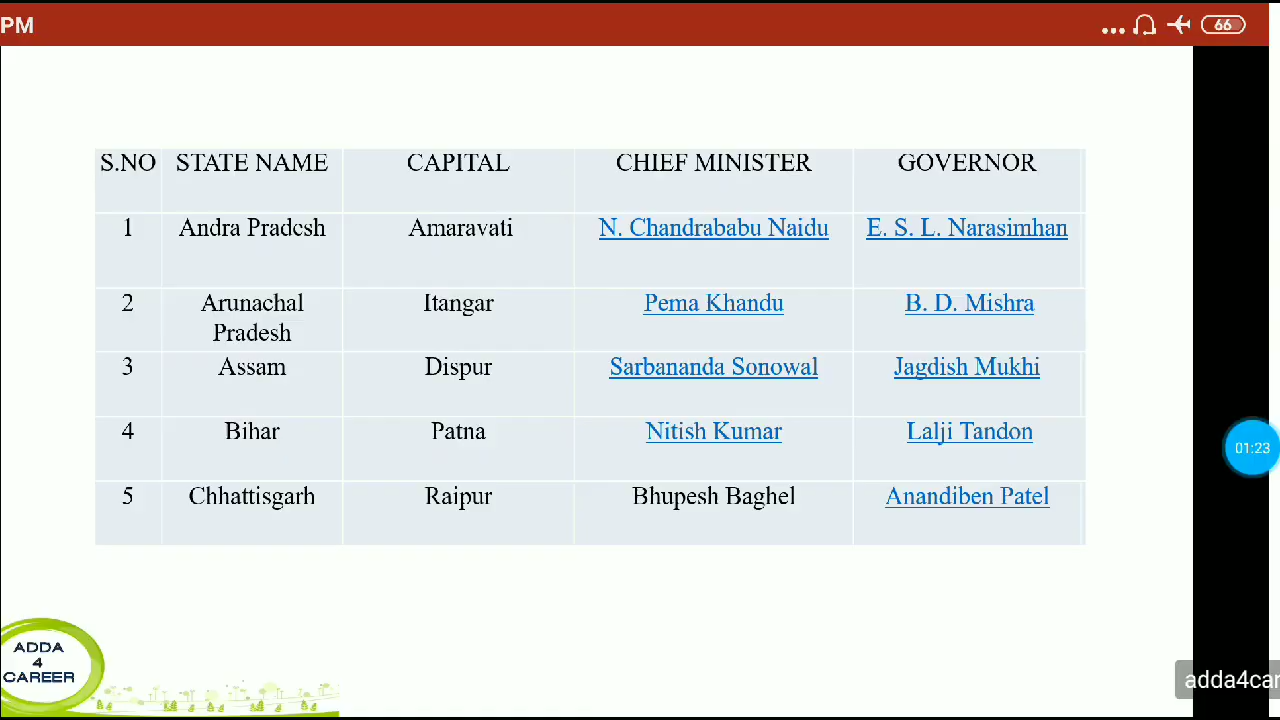 PM
66
S.NO STATE NAME CAPITAL CHIEF MINISTER GOVERNOR
1 Andra Pradesh Amaravati N. Chandrababu Naidu E. S. L. Narasimhan
2 Arunachal Pradesh Itangar Pema Khandu B. D. Mishra
3 Assam Dispur Sarbananda Sonowal Jagdish Mukhi
4 Bihar Patna Nitish Kumar Lalji Tandon
5 Chhattisgarh Raipur Bhupesh Baghel Anandiben Patel
01:23
ADDA
4
CAREER
adda4car